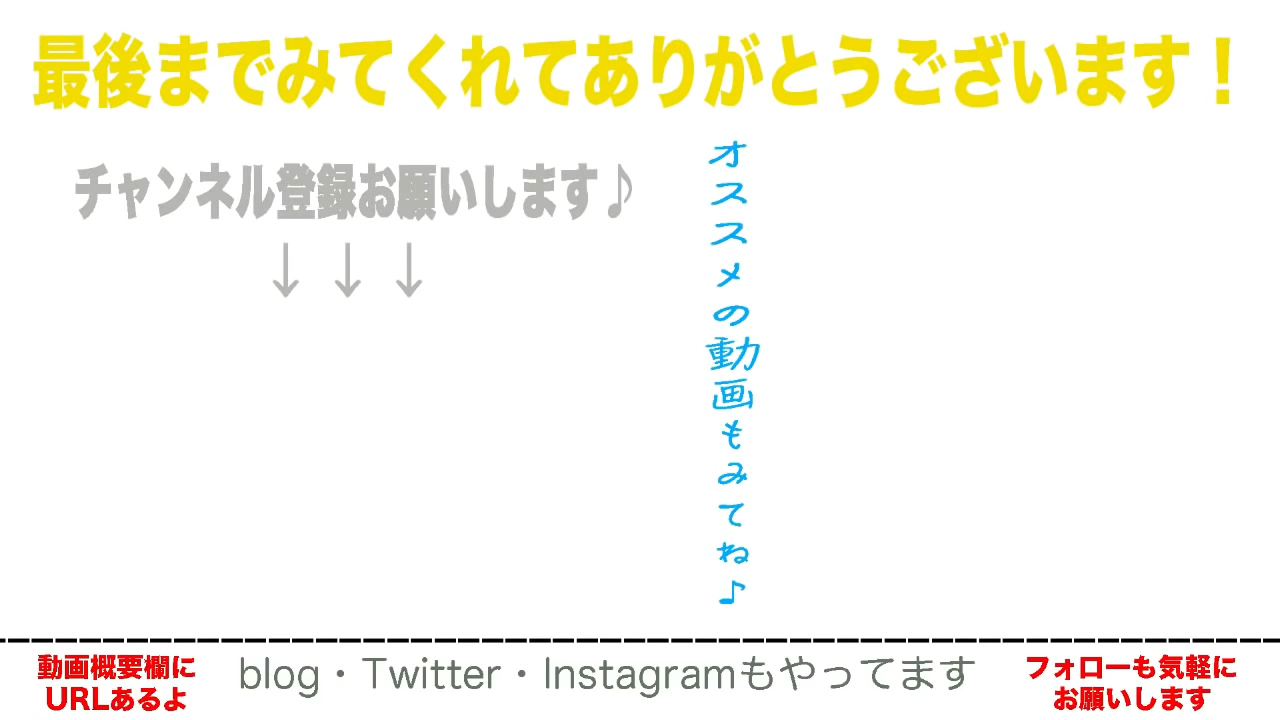 最後までみてくれてありがとうございます！
チャンネル登録お願いします♪
↓ ↓ ↓
オススメの動画もみてね♪
動画概要欄に
URLあるよ
blog・Twitter・Instagramもやってます
フォローも気軽に
お願いします